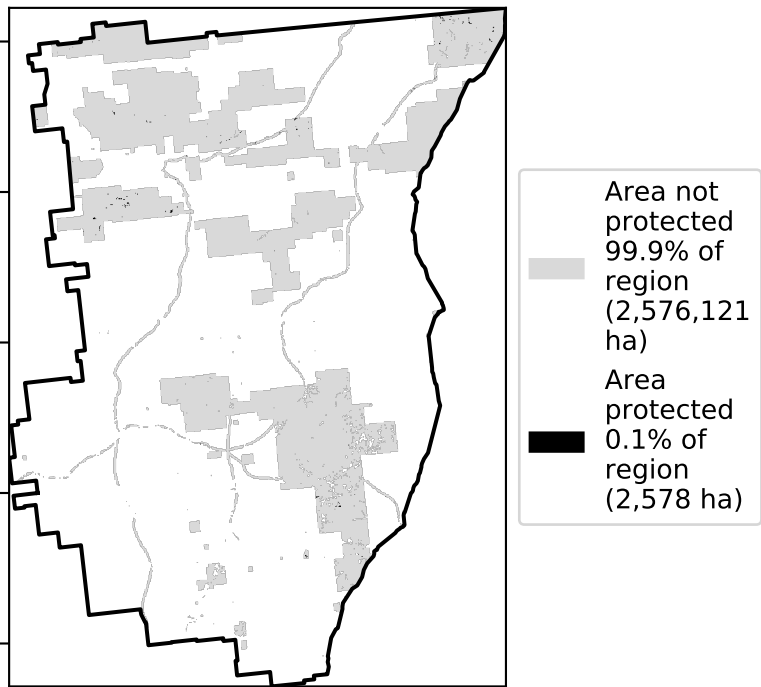 Area not
protected
99.9% of
region
(2,576,121
ha)
Area
protected
0.1% of
region
(2,578 ha)